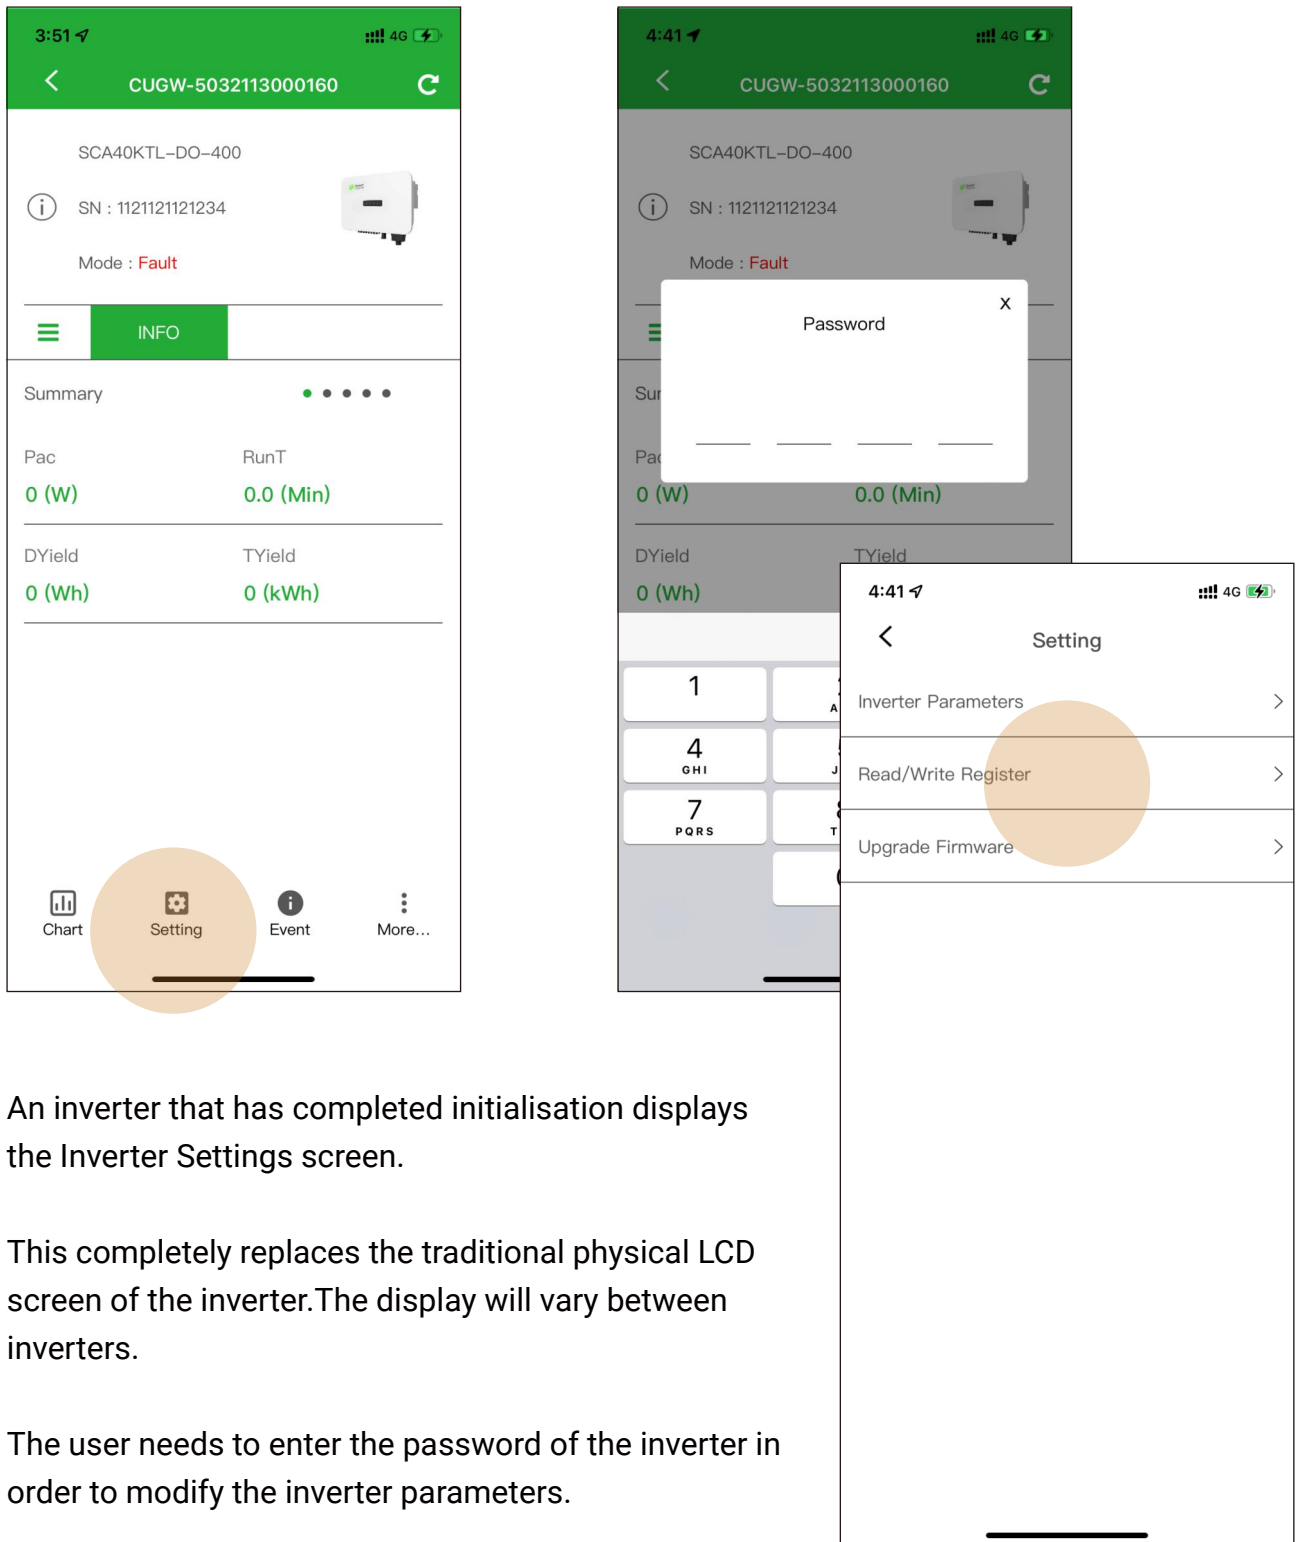 3:51
4G
CUGW-5032113000160
SCA40KTL-DO-400
SN : 1121121121234
Mode : Fault
INFO
Summary
Pac
RunT
0 (W)
0.0 (Min)
DYield
TYield
0 (Wh)
0 (kWh)
Chart
Setting
Event
More...
4:41
4G
CUGW-5032113000160
SCA40KTL-DO-400
SN : 1121121121234
Mode : Fault
X
Password
0 (W)
0.0 (Min)
DYield
TYield
0 (Wh)
1
4
GHI
7
PQRS
4:41
4G
Setting
Inverter Parameters
Read/Write Register
Upgrade Firmware
An inverter that has completed initialisation displays
the Inverter Settings screen.
This completely replaces the traditional physical LCD
screen of the inverter.The display will vary between
inverters.
The user needs to enter the password of the inverter in
order to modify the inverter parameters.